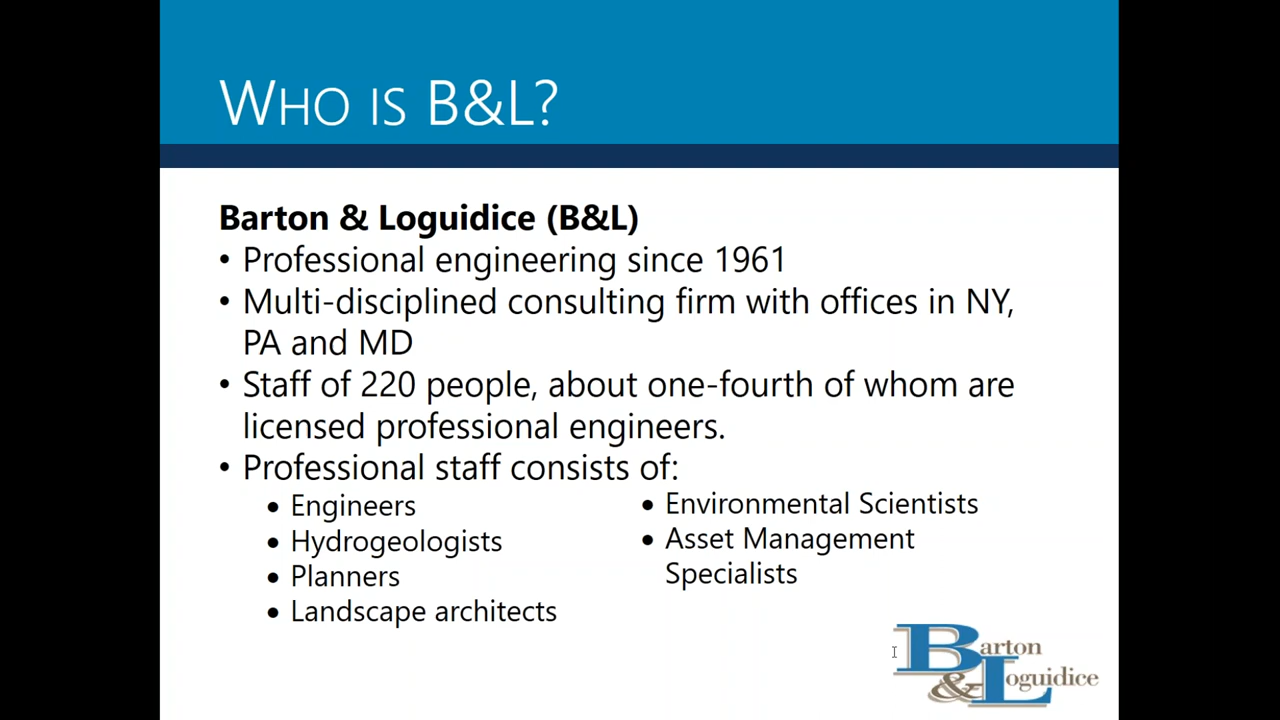 WHO IS B&L?
Barton & Loguidice (B&L)
• Professional engineering since 1961
• Multi-disciplined consulting firm with offices in NY,
PA and MD
• Staff of 220 people, about one-fourth of whom are
licensed professional engineers.
• Professional staff consists of:
• Engineers
• Hydrogeologists
• Planners
• Landscape architects
• Environmental Scientists
• Asset Management
Specialists
Barton
& Loguidice